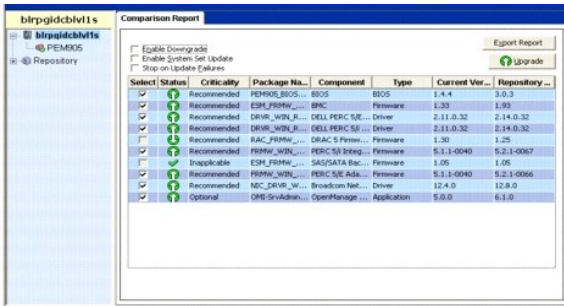 blrpqidcblvl1s
blrpqidcblvl1s
PEM905
Repository
Comparison Report
Enable Downgrade
Enable System Set Update
Stop on Update Failures
Export Report
Upgrade
Select Status Criticality Package Na... Component Type Current Ver... Repository ...
Recommended PEM905_BIOS... BIOS BIOS 1.4.4 3.0.3
Recommended ESM_FRMW_... BMC Firmware 1.33 1.93
Recommended DRVR_WIN_R... DELL PERC 5/E... Driver 2.11.0.32 2.14.0.32
Recommended DRVR_WIN_R... DELL PERC 5/i ... Driver 2.11.0.32 2.14.0.32
Recommended RAC_FRMW_... DRAC 5 Firmw... Firmware 1.30 1.25
Recommended FRMW_WIN_... PERC 5/i Integ... Firmware 5.1.1-0040 5.2.1-0067
Inapplicable ESM_FRMW_... SAS/SATA Bac... Firmware 1.05 1.05
Recommended FRMW_WIN_... PERC 5/E Ada... Firmware 5.1.1-0040 5.2.1-0066
Recommended NIC_DRVR_W... Broadcom Net... Driver 12.4.0 12.8.0
Optional OMI-SrvAdmin... OpenManage ... Application 5.0.0 6.1.0